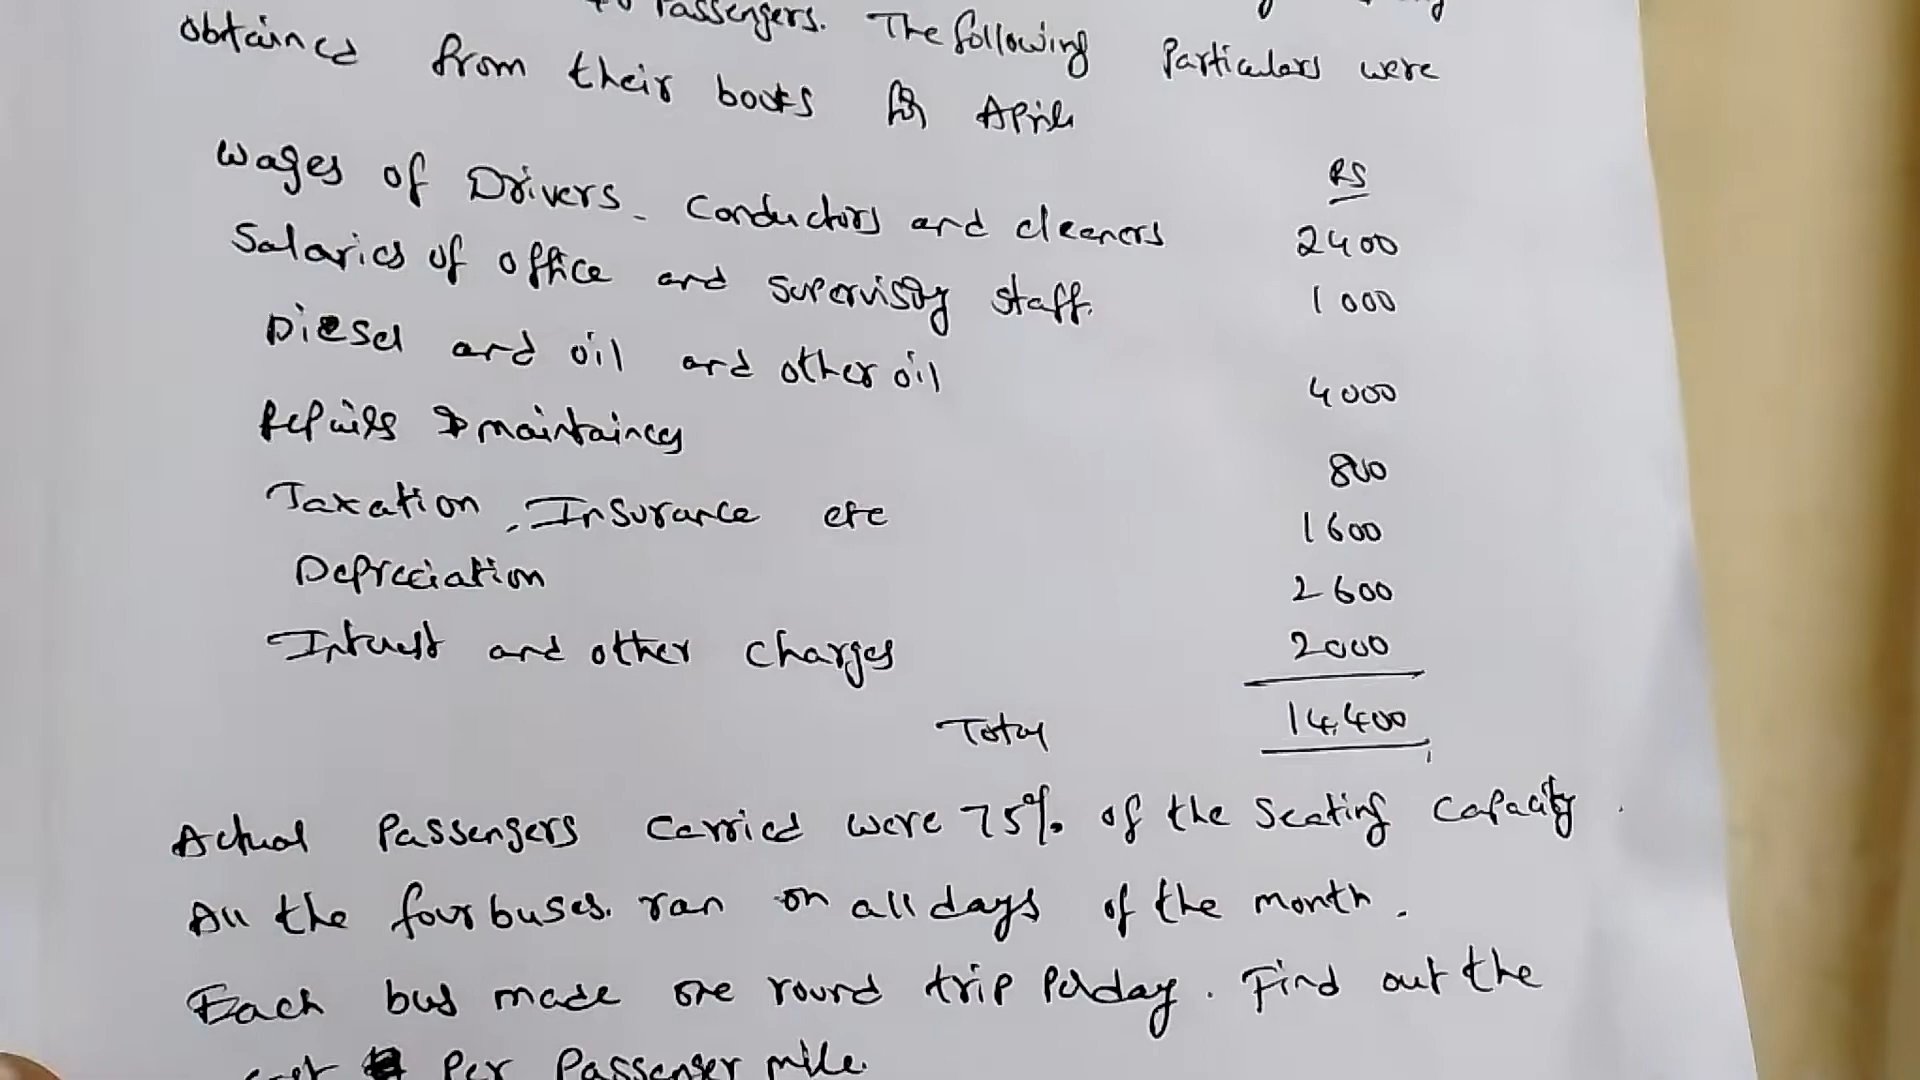 Passengers. The following Particulars were
obtained from their books for April
Rs
Wages of Drivers. Conductors and cleaners 2400
Salaries of office and supervisory staff. 1000
Diesel and oil and other oil 4000
Repairs & maintaincy 800
Taxation, Insurance etc 1600
Depreciation 2600
Interest and other charges 2000
Total 14,400
Actual Passengers carried were 75% of the Seating Capacity.
All the four buses. ran on all days of the month.
Each bus made one round trip Perday. Find out the
cost Per Passenger mile.